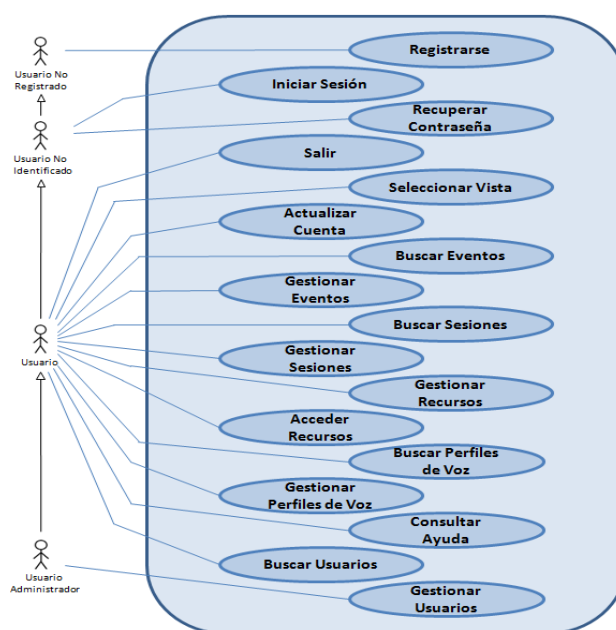 Registrarse
Usuario No
Registrado
Iniciar Sesión
Recuperar
Contraseña
Usuario No
Identificado
Salir
Seleccionar Vista
Actualizar
Cuenta
Buscar Eventos
Gestionar
Eventos
Buscar Sesiones
Usuario
Gestionar
Sesiones
Gestionar
Recursos
Acceder
Recursos
Buscar Perfiles
de Voz
Gestionar
Perfiles de Voz
Consultar
Ayuda
Buscar Usuarios
Usuario
Administrador
Gestionar
Usuarios